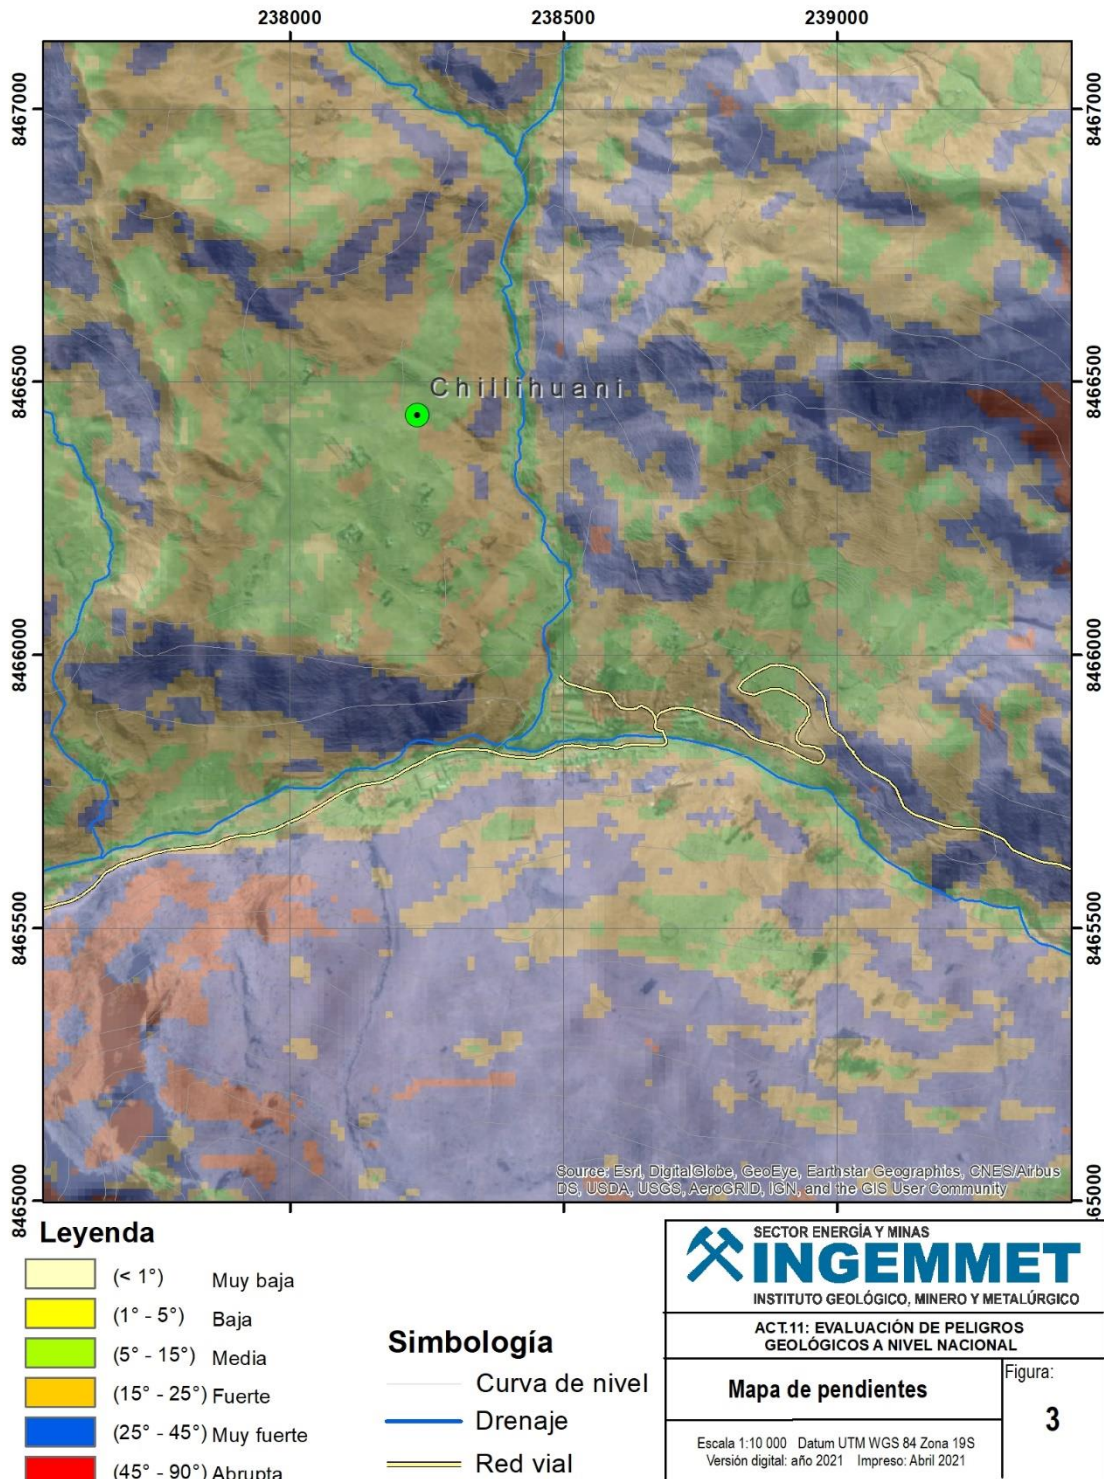 238000
238500
239000
8467000
8467000
8466500
8466500
Chillihuani
8466000
8466000
8465500
8465500
8465000
8465000
Source: Esri, DigitalGlobe, GeoEye, Earthstar Geographics, CNES/Airbus
DS, USDA, USGS, AeroGRID, IGN, and the GIS User Community
Leyenda
(< 1°) Muy baja
(1° - 5°) Baja
(5° - 15°) Media
(15° - 25°) Fuerte
(25° - 45°) Muy fuerte
(45° - 90°) Abrupta
Simbología
Curva de nivel
Drenaje
Red vial
SECTOR ENERGÍA Y MINAS
INGEMMET
INSTITUTO GEOLÓGICO, MINERO Y METALÚRGICO
ACT.11: EVALUACIÓN DE PELIGROS
GEOLÓGICOS A NIVEL NACIONAL
Mapa de pendientes
Figura:
3
Escala 1:10 000 Datum UTM WGS 84 Zona 19S
Versión digital: año 2021 Impreso: Abril 2021